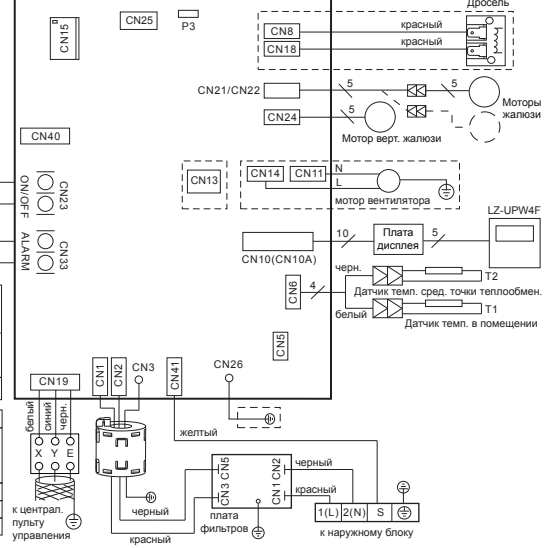 Дросель
CN15
CN25
P3
CN8
красный
CN18
красный
CN21/CN22
5
5
Моторы
жалюзи
CN24
5
Мотор верт. жалюзи
CN40
CN13
CN14
CN11
N
L
мотор вентилятора
ON/OFF
CN23
ALARM
CN33
LZ-UPW4F
CN10(CN10A)
10
Плата
дисплея
5
черн.
T2
CN6
4
Датчик темп. сред. точки теплообмен.
белый
T1
Датчик темп. в помещении
CN5
CN19
CN1
CN2
CN3
CN41
CN26
белый
синий
черн.
желтый
X Y E
CN5
CN3
CN2
CN1
черный
красный
черный
плата
фильтров
красный
1(L) 2(N) S
к наружному блоку
к централ.
пульту
управления